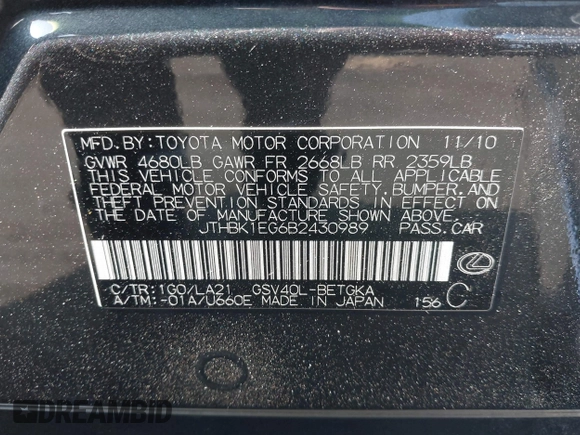 MFD.BY:TOYOTA MOTOR CORPORATION 11/10
GVWR 4680LB GAWR FR 2668LB RR 2359LB
THIS VEHICLE CONFORMS TO ALL APPLICABLE
FEDERAL MOTOR VEHICLE SAFETY,BUMPER,AND
THEFT PREVENTION STANDARDS IN EFFECT ON
THE DATE OF MANUFACTURE SHOWN ABOVE.
JTHBK1EG6B2430989 PASS.CAR
C/TR:1G0/LA21 GSV40L-BETGKA
A/TM:-01A/U660E MADE IN JAPAN 156 C
DREAMBID